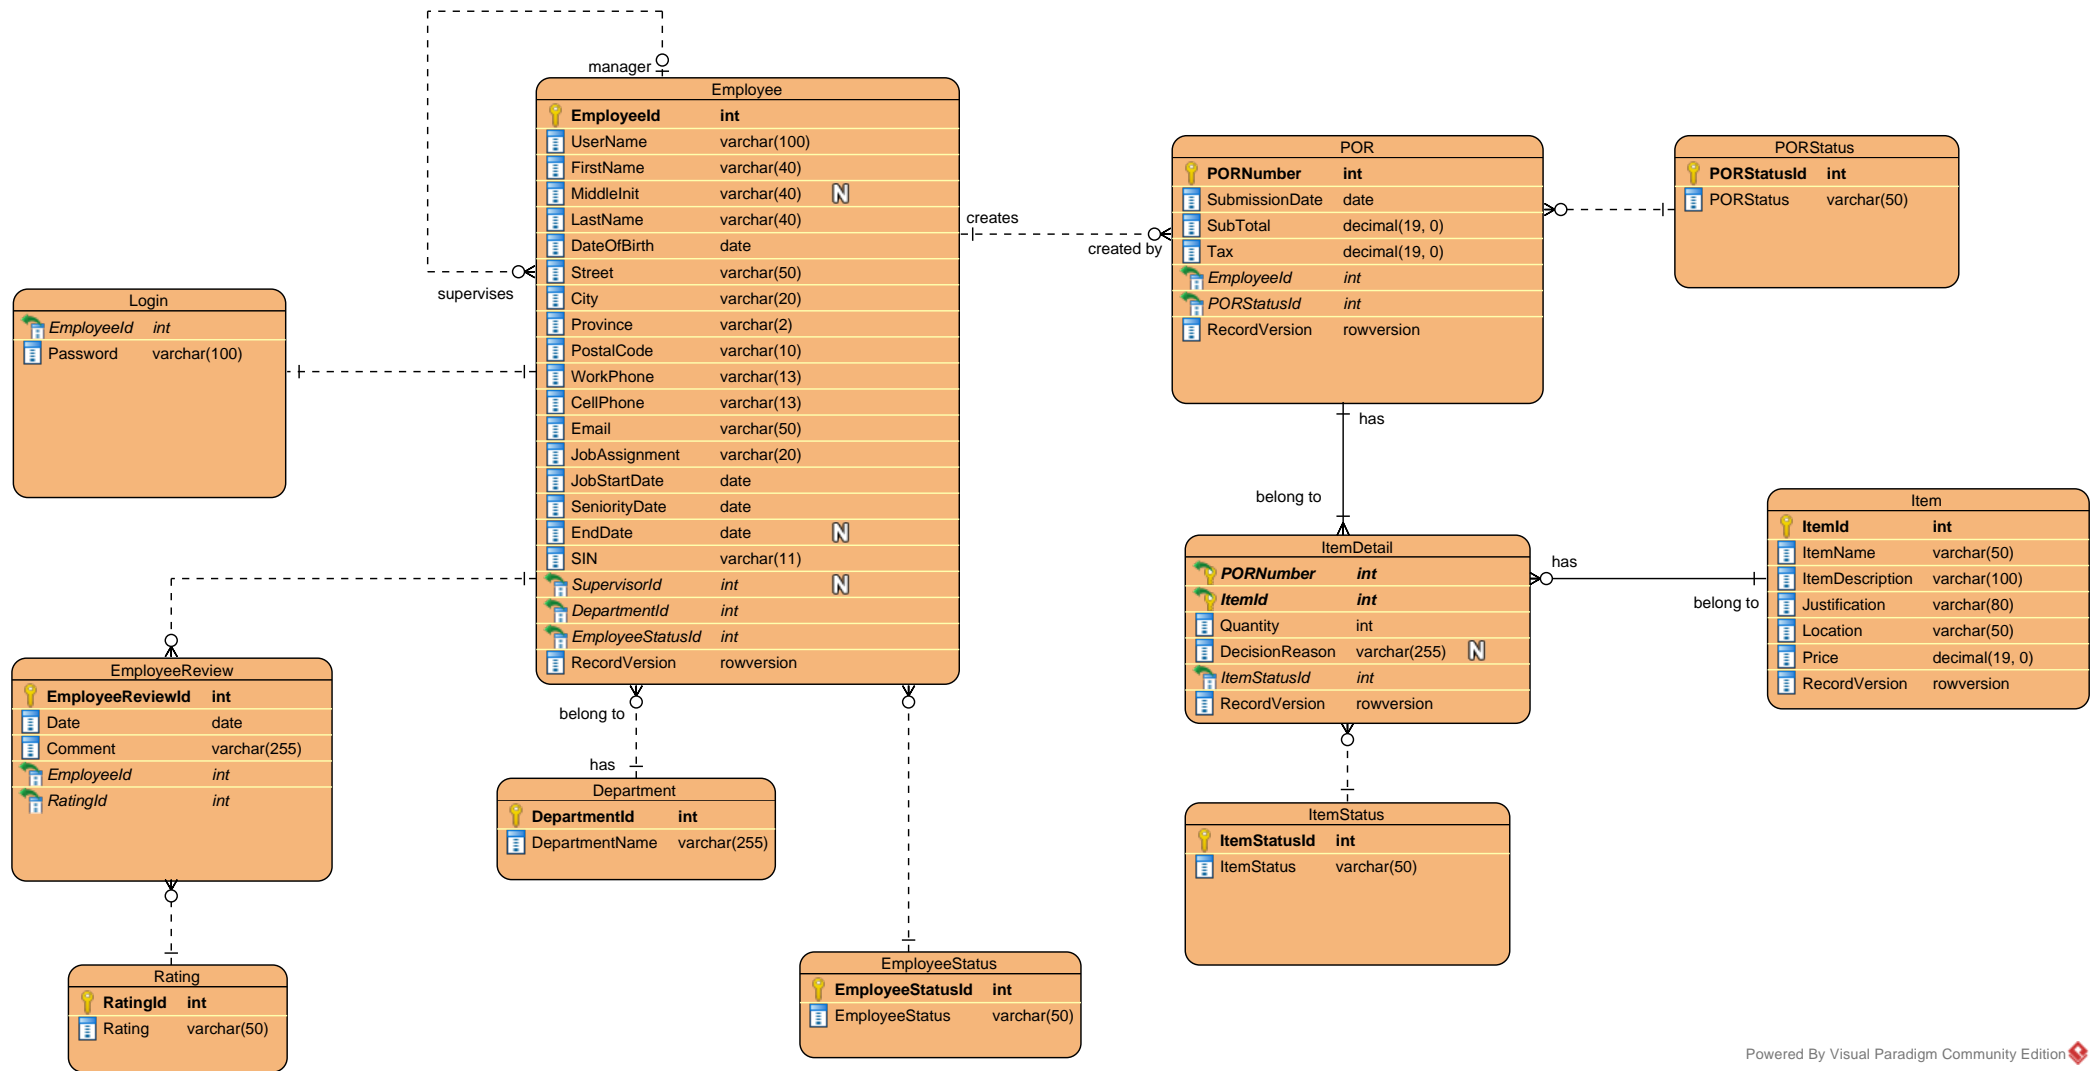 manager
supervises
Employee
EmployeeId int
UserName varchar(100)
FirstName varchar(40)
MiddleInit varchar(40) N
LastName varchar(40)
DateOfBirth date
Street varchar(50)
City varchar(20)
Province varchar(2)
PostalCode varchar(10)
WorkPhone varchar(13)
CellPhone varchar(13)
Email varchar(50)
JobAssignment varchar(20)
JobStartDate date
SeniorityDate date
EndDate date N
SIN varchar(11)
SupervisorId int N
DepartmentId int
EmployeeStatusId int
RecordVersion rowversion
creates
created by
POR
PORNumber int
SubmissionDate date
SubTotal decimal(19, 0)
Tax decimal(19, 0)
EmployeeId int
PORStatusId int
RecordVersion rowversion
PORStatus
PORStatusId int
PORStatus varchar(50)
Login
EmployeeId int
Password varchar(100)
has
belong to
ItemDetail
PORNumber int
ItemId int
Quantity int
DecisionReason varchar(255) N
ItemStatusId int
RecordVersion rowversion
has
belong to
Item
ItemId int
ItemName varchar(50)
ItemDescription varchar(100)
Justification varchar(80)
Location varchar(50)
Price decimal(19, 0)
RecordVersion rowversion
EmployeeReview
EmployeeReviewId int
Date date
Comment varchar(255)
EmployeeId int
RatingId int
belong to
has
Department
DepartmentId int
DepartmentName varchar(255)
ItemStatus
ItemStatusId int
ItemStatus varchar(50)
Rating
RatingId int
Rating varchar(50)
EmployeeStatus
EmployeeStatusId int
EmployeeStatus varchar(50)
Powered By Visual Paradigm Community Edition